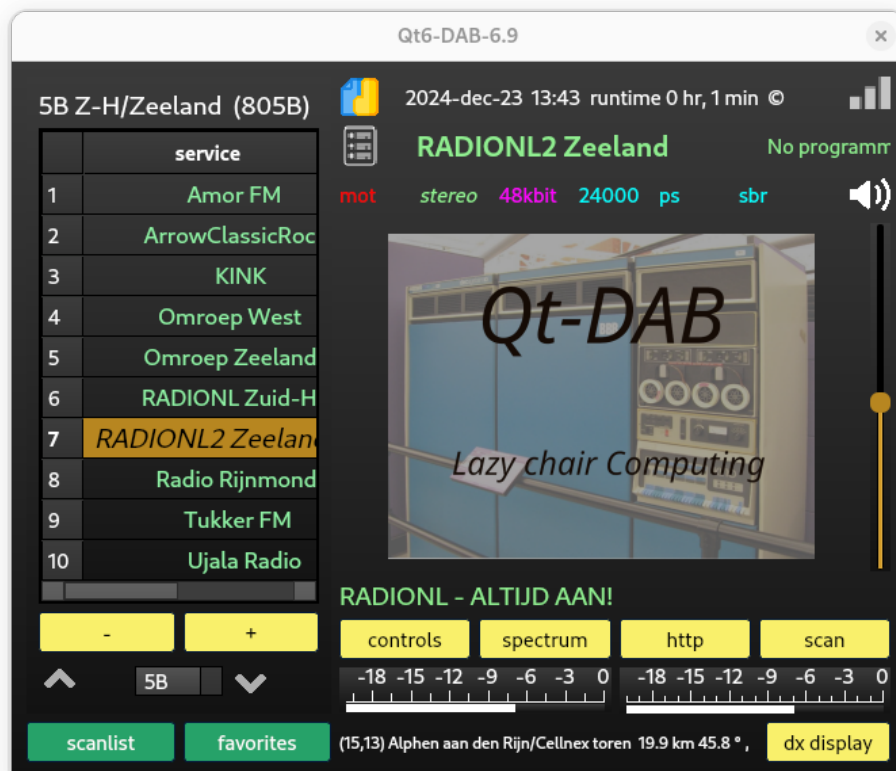 Qt6-DAB-6.9
5B Z-H/Zeeland (805B)
2024-dec-23 13:43 runtime 0 hr, 1 min ©
RADIONL2 Zeeland No programm
mot stereo 48kbit 24000 ps sbr
service
1 Amor FM
2 ArrowClassicRoc
3 KINK
4 Omroep West
5 Omroep Zeeland
6 RADIONL Zuid-H
7 RADIONL2 Zeeland
8 Radio Rijnmond
9 Tukker FM
10 Ujala Radio
Qt-DAB
Lazy chair Computing
RADIONL - ALTIJD AAN!
- +
controls spectrum http scan
5B
-18 -15 -12 -9 -6 -3 0 -18 -15 -12 -9 -6 -3 0
scanlist favorites
(15,13) Alphen aan den Rijn/Cellnex toren 19.9 km 45.8 ° ,
dx display